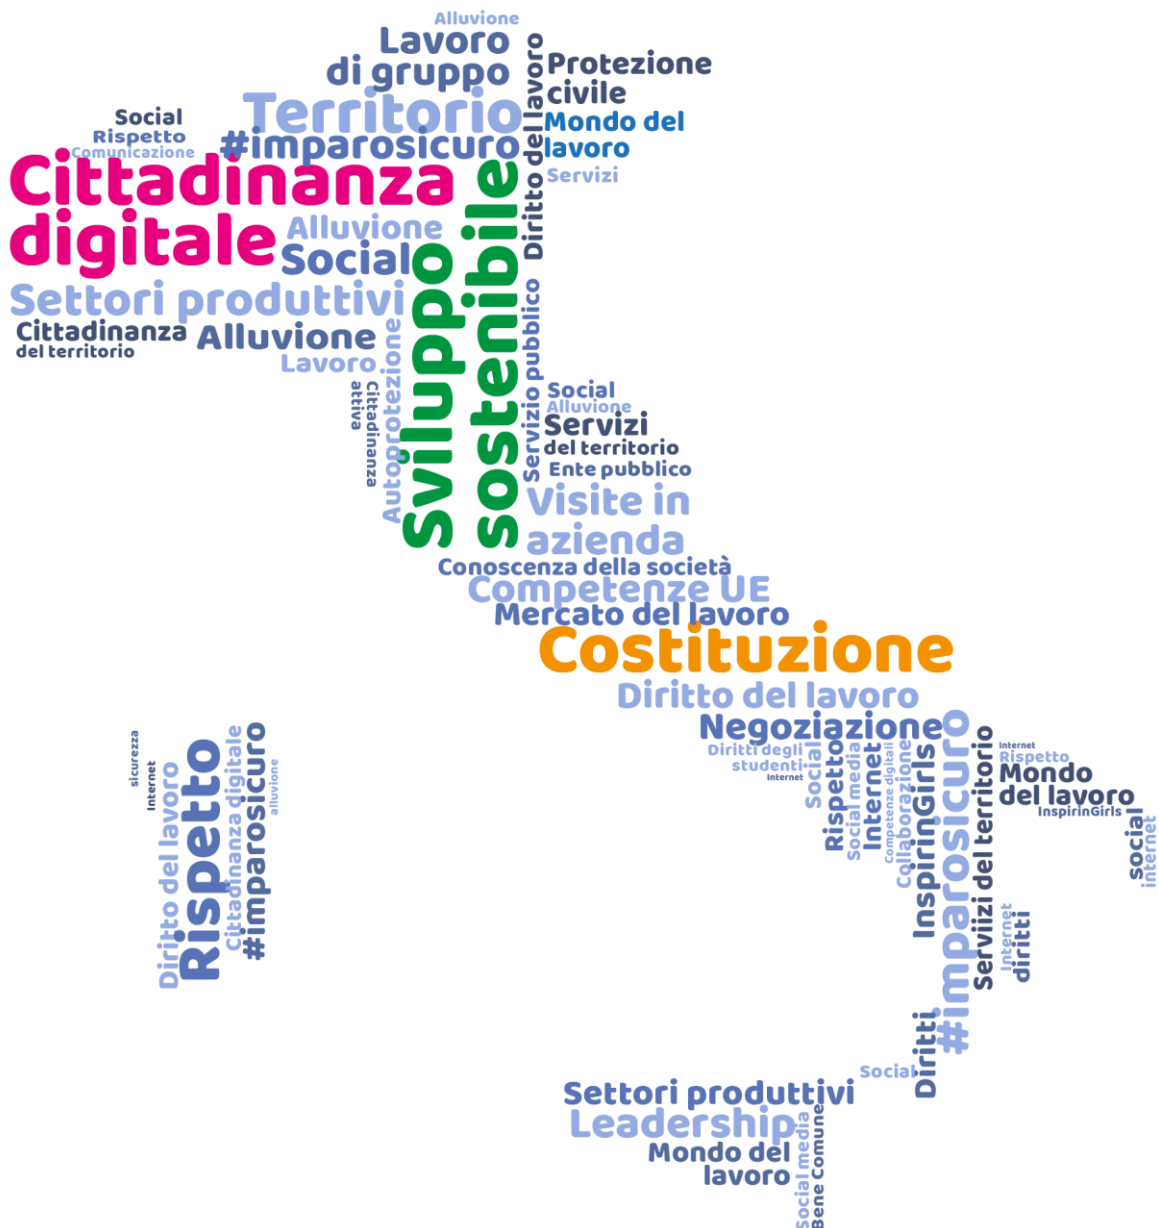 Alluvione
Lavoro
di gruppo
Territorio
#imparosicuro
Diritto del lavoro
Protezione
civile
Mondo del
lavoro
Servizi
Social
Rispetto
Comunicazione
Cittadinanza
digitale
Alluvione
Social
Settori produttivi
Cittadinanza
del territorio
Alluvione
Lavoro
Cittadinanza
attiva
Autoprotezione
Sviluppo
sostenibile
Servizio pubblico
Social
Alluvione
Servizi
del territorio
Ente pubblico
Visite in
azienda
Conoscenza della società
Competenze UE
Mercato del lavoro
Costituzione
Diritto del lavoro
Negoziazione
Diritti degli
studenti
Internet
Social
Rispetto
Social media
Internet
Competenze digitali
Collaborazione
InspirinGirls
#imparosicuro
Serviizi del territorio
Internet
Rispetto
Mondo
del lavoro
InspirinGirls
social
internet
Internet
diritti
sicurezza
Internet
Diritto del lavoro
Rispetto
Cittadinanza digitale
#imparosicuro
alluvione
Diritti
Social
Settori produttivi
Leadership
Mondo del
lavoro
Social media
Bene Comune